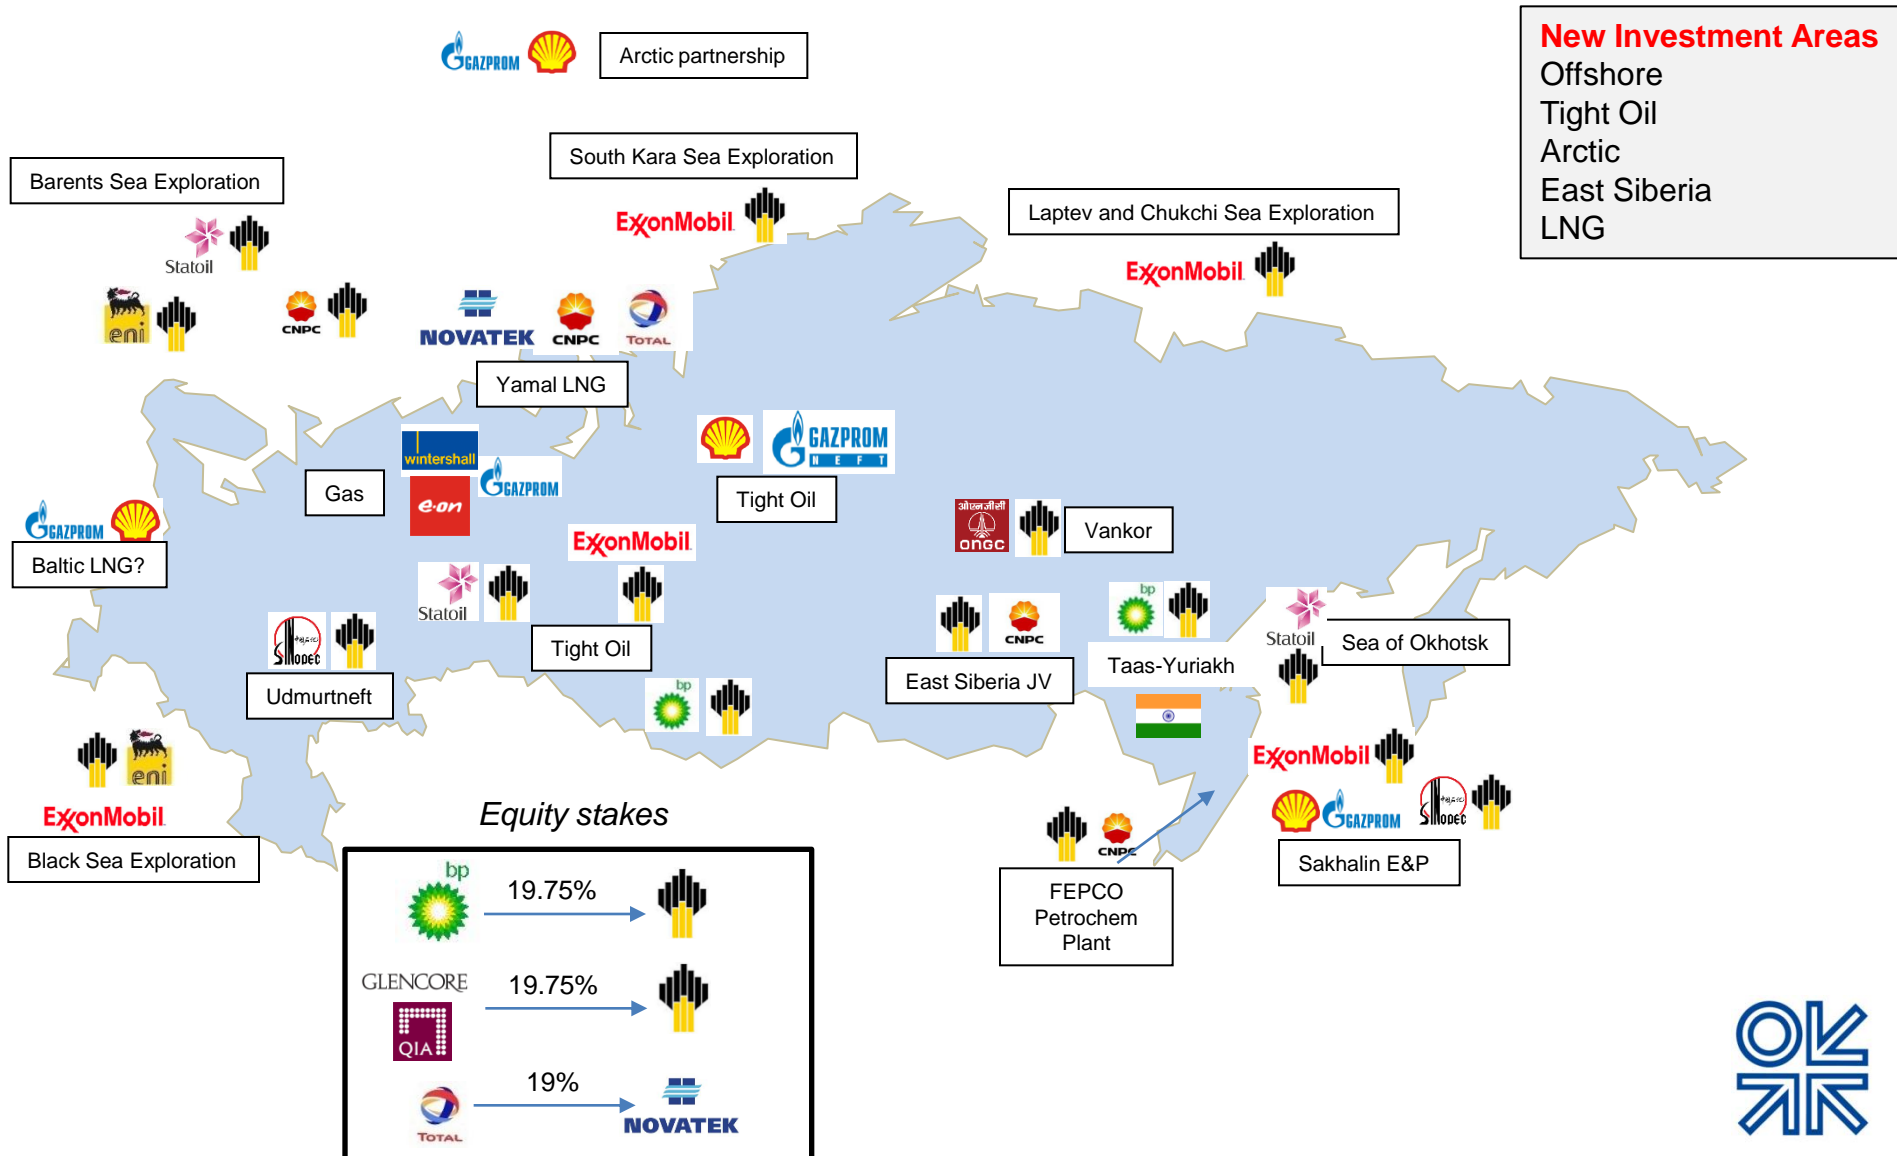 GAZPROM
Arctic partnership
New Investment Areas
Offshore
Tight Oil
Arctic
East Siberia
LNG
South Kara Sea Exploration
ExxonMobil
Barents Sea Exploration
Statoil
eni
CNPC
Laptev and Chukchi Sea Exploration
ExxonMobil
NOVATEK
CNPC
TOTAL
Yamal LNG
wintershall
e·on
GAZPROM
Gas
GAZPROM
NEFT
Tight Oil
GAZPROM
Baltic LNG?
ओएनजीसी
ONGC
Vankor
ExxonMobil
Statoil
Tight Oil
SINOPEC
Udmurtneft
bp
CNPC
East Siberia JV
bp
Taas-Yuriakh
Statoil
Sea of Okhotsk
eni
ExxonMobil
Black Sea Exploration
ExxonMobil
GAZPROM
SINOPEC
Sakhalin E&P
CNPC
FEPCO
Petrochem
Plant
Equity stakes
bp
19.75%
GLENCORE
QIA
19.75%
TOTAL
19%
NOVATEK